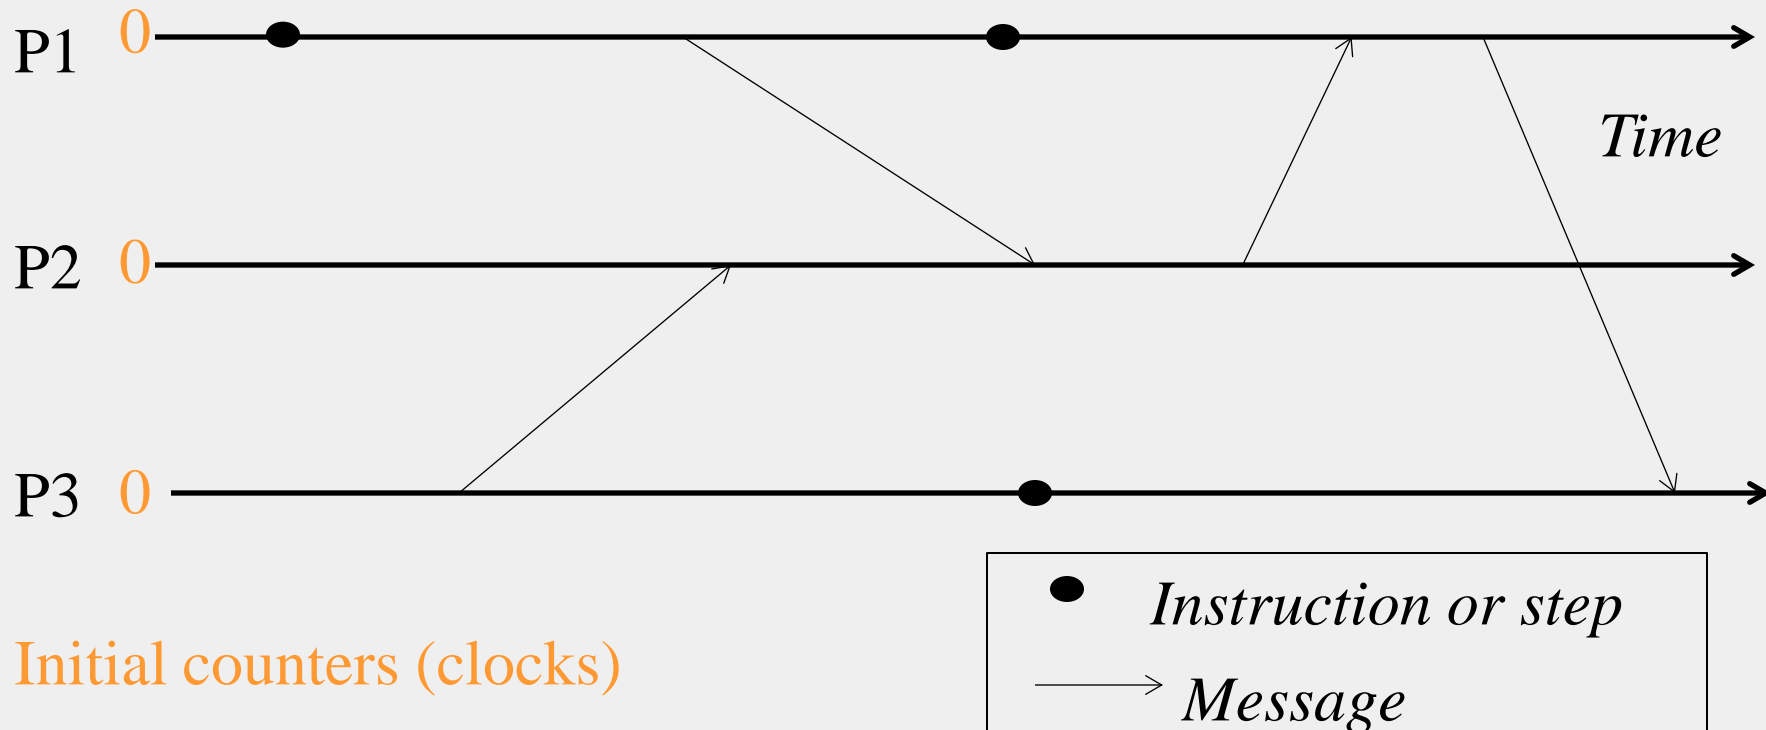 P1 0
Time
P2 0
P3 0
Instruction or step
Initial counters (clocks)
Message